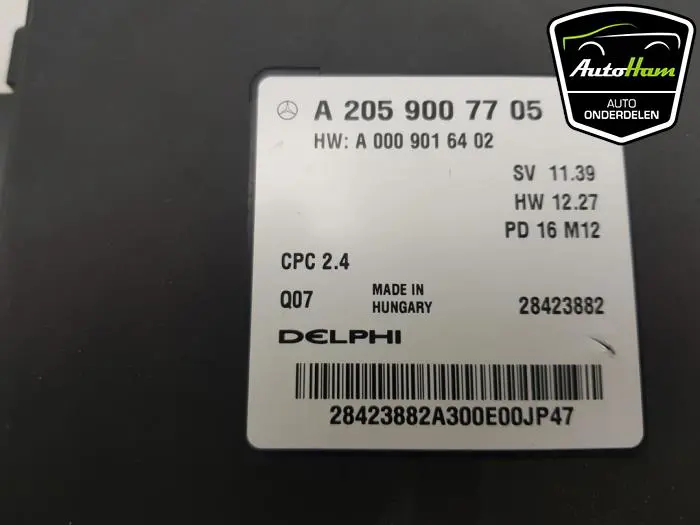 AutoHam
AUTO
ONDERDELEN
A 205 900 77 05
HW: A 000 901 64 02
SV 11.39
HW 12.27
PD 16 M12
CPC 2.4
Q07
MADE IN
HUNGARY
28423882
DELPHI
28423882A300E00JP47